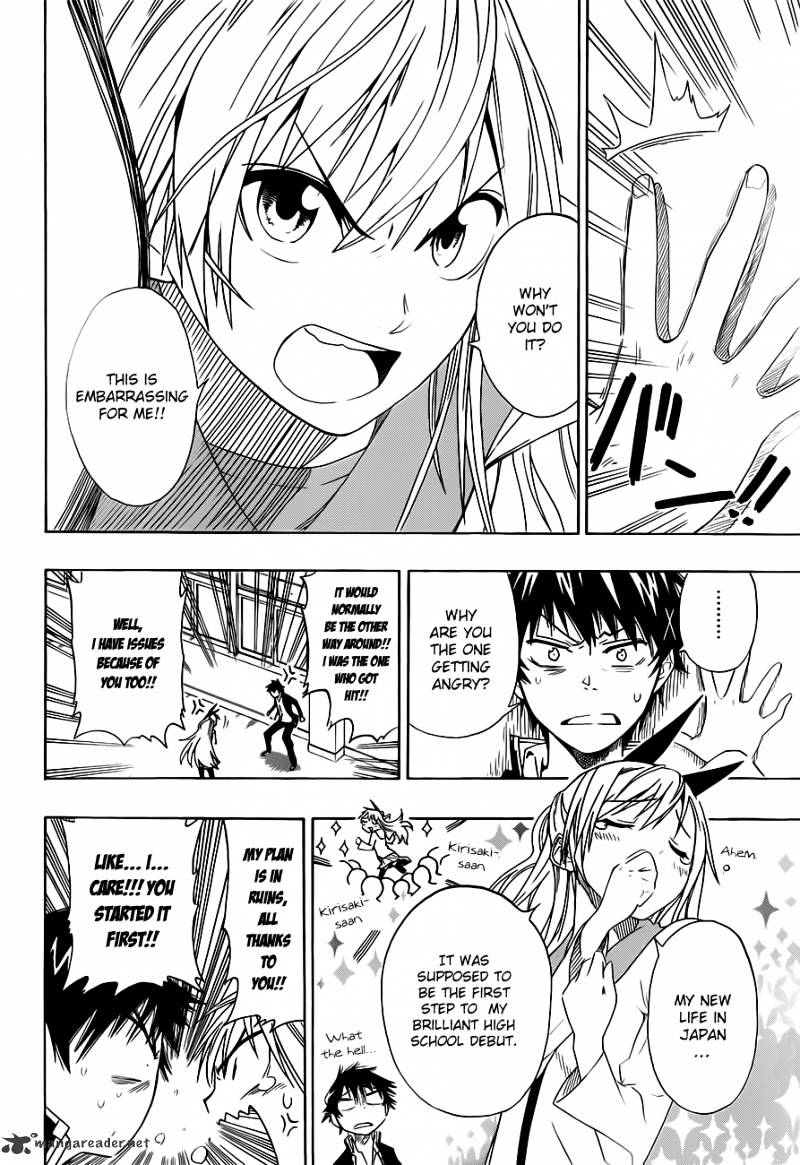 WHY
WON'T
YOU DO
IT?
THIS IS
EMBARRASSING
FOR ME!!
.........
WHY
ARE YOU
THE ONE
GETTING
ANGRY?
IT WOULD
NORMALLY
BE THE OTHER
WAY AROUND!!
I WAS THE ONE
WHO GOT
HIT!!
WELL,
I HAVE ISSUES
BECAUSE OF
YOU TOO!!
Ahem
MY NEW
LIFE IN
JAPAN
...
Kirisaki-
saan
Kirisaki-
saan
IT WAS
SUPPOSED TO
BE THE FIRST
STEP TO MY
BRILLIANT HIGH
SCHOOL DEBUT.
What
the hell...
MY PLAN
IS IN
RUINS,
ALL
THANKS
TO YOU!!
LIKE... I...
CARE!!! YOU
STARTED IT
FIRST!!
mangareader.net